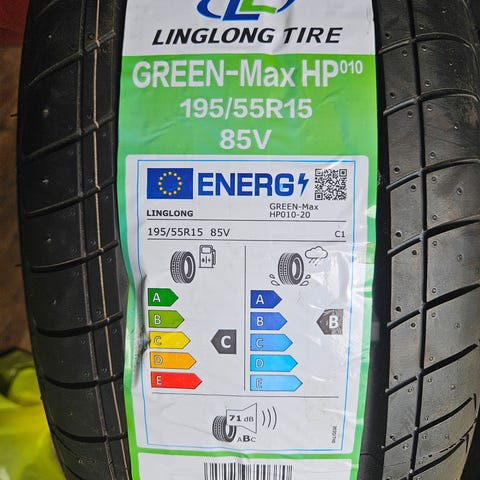 LINGLONG TIRE
GREEN-Max HP010
195/55R15
85V
ENERG
LINGLONG
GREEN-Max
HP010-20
195/55R15 85V
C1
A
B
C
D
E
C
A
B
C
D
E
B
71 dB
ABC